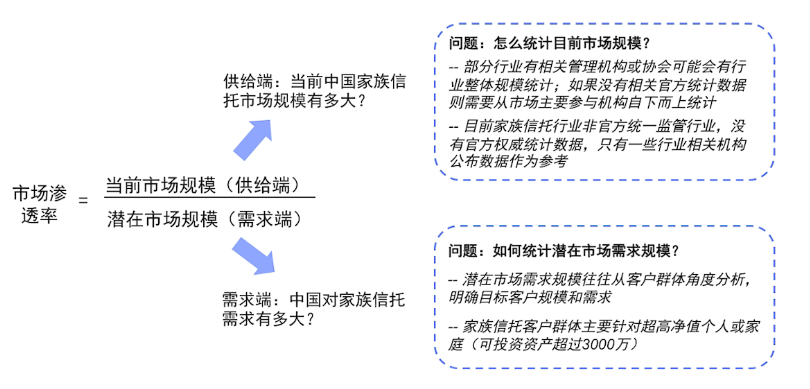 市场渗
透率
=
当前市场规模（供给端）
潜在市场规模（需求端）
供给端：当前中国家族信
托市场规模有多大？
需求端：中国对家族信托
需求有多大？
问题：怎么统计目前市场规模？
-- 部分行业有相关管理机构或协会可能会有行
业整体规模统计；如果没有相关官方统计数据
则需要从市场主要参与机构自下而上统计
-- 目前家族信托行业非官方统一监管行业，没
有官方权威统计数据，只有一些行业相关机构
公布数据作为参考
问题：如何统计潜在市场需求规模？
-- 潜在市场需求规模往往从客户群体角度分析，
明确目标客户规模和需求
-- 家族信托客户群体主要针对超高净值个人或家
庭（可投资资产超过3000万）